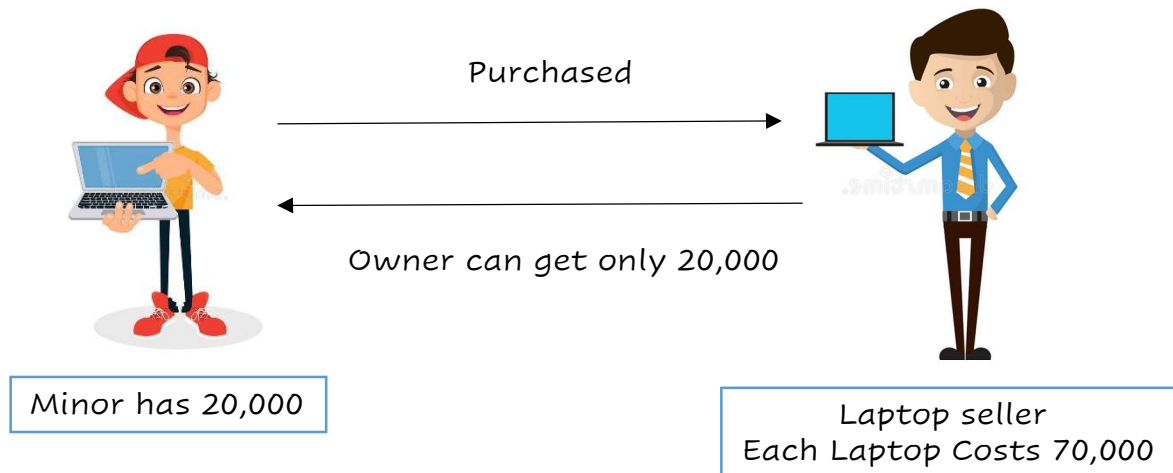 Purchased
Owner can get only 20,000
Minor has 20,000
Laptop seller
Each Laptop Costs 70,000